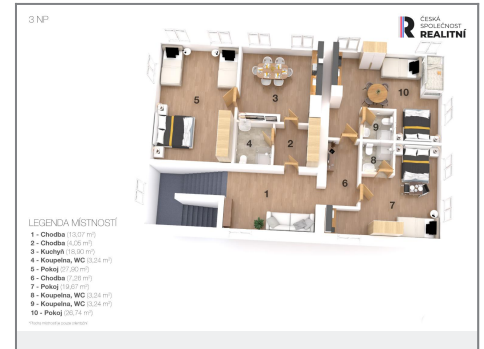 3 NP
ČESKÁ
SPOLEČNOST
REALITNÍ
5
3
10
4
2
9
8
1
6
7
LEGENDA MÍSTNOSTÍ
1 - Chodba (13,07 m²)
2 - Chodba (4,05 m²)
3 - Kuchyň (18,90 m²)
4 - Koupelna, WC (3,24 m²)
5 - Pokoj (27,90 m²)
6 - Chodba (7,28 m²)
7 - Pokoj (19,67 m²)
8 - Koupelna, WC (3,24 m²)
9 - Koupelna, WC (3,24 m²)
10 - Pokoj (26,74 m²)